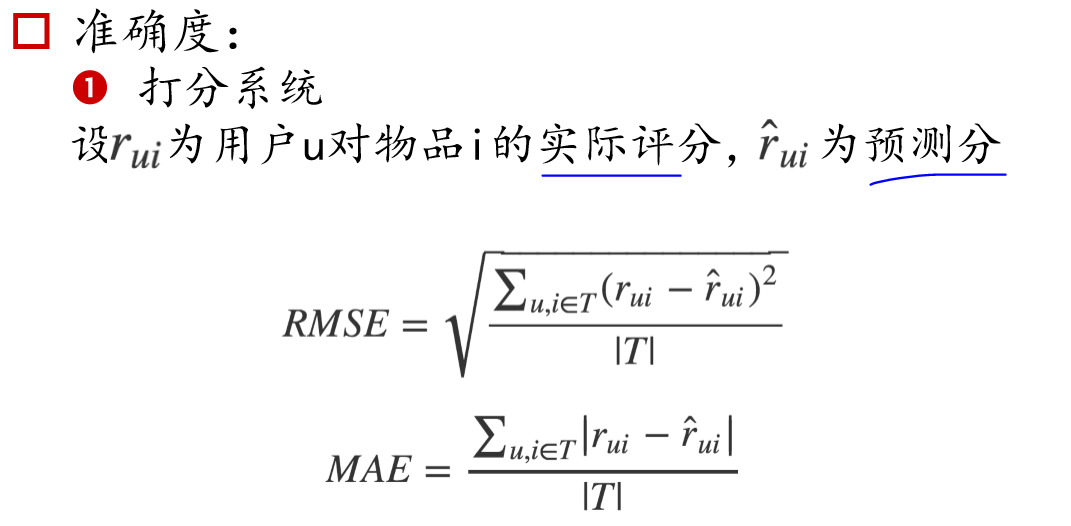 准确度：
❶ 打分系统
设r_{ui}为用户u对物品i的实际评分，\hat{r}_{ui}为预测分
RMSE = \sqrt{\frac{\sum_{u,i \in T}(r_{ui} - \hat{r}_{ui})^2}{|T|}}
MAE = \frac{\sum_{u,i \in T}|r_{ui} - \hat{r}_{ui}|}{|T|}